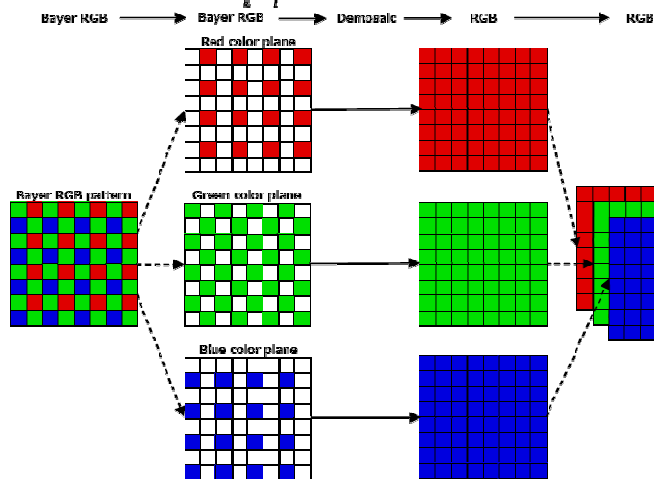 Bayer RGB Bayer RGB Demosaic RGB RGB
Red color plane
Bayer RGB pattern
Green color plane
Blue color plane